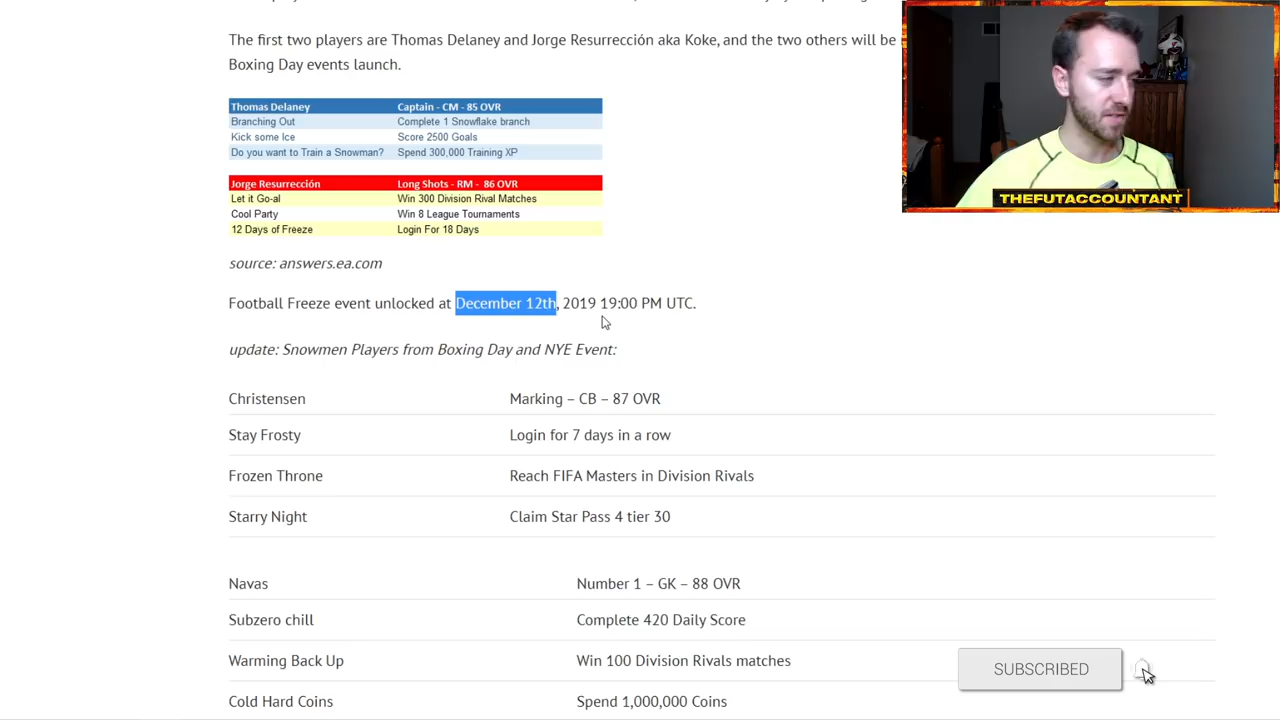 The first two players are Thomas Delaney and Jorge Resurrección aka Koke, and the two others will be
Boxing Day events launch.
Thomas Delaney Captain - CM - 85 OVR
Branching Out Complete 1 Snowflake branch
Kick some Ice Score 2500 Goals
Do you want to Train a Snowman? Spend 300,000 Training XP
Jorge Resurrección Long Shots - RM - 86 OVR
Let it Go-al Win 300 Division Rival Matches
Cool Party Win 8 League Tournaments
12 Days of Freeze Login For 18 Days
source: answers.ea.com
Football Freeze event unlocked at December 12th, 2019 19:00 PM UTC.
update: Snowmen Players from Boxing Day and NYE Event:
Christensen Marking – CB – 87 OVR
Stay Frosty Login for 7 days in a row
Frozen Throne Reach FIFA Masters in Division Rivals
Starry Night Claim Star Pass 4 tier 30
Navas Number 1 – GK – 88 OVR
Subzero chill Complete 420 Daily Score
Warming Back Up Win 100 Division Rivals matches
Cold Hard Coins Spend 1,000,000 Coins
THEFUTACCOUNTANT
SUBSCRIBED